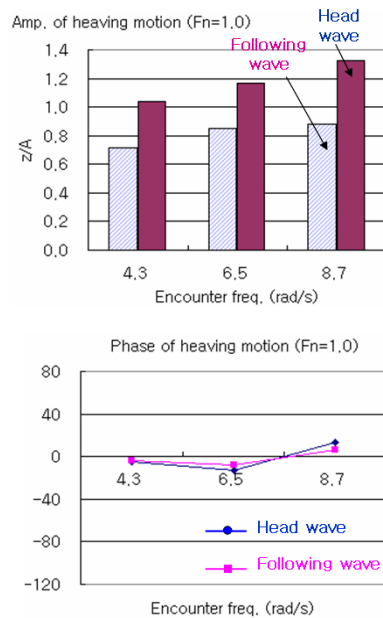 Amp. of heaving motion (Fn=1.0)
Head
wave
Following
wave
1.4
1.2
1.0
0.8
0.6
0.4
0.2
0.0
z/A
4.3 6.5 8.7
Encounter freq. (rad/s)
Phase of heaving motion (Fn=1.0)
80
40
0
-40
-80
-120
4.3 6.5 8.7
Head wave
Following wave
Encounter freq. (rad/s)